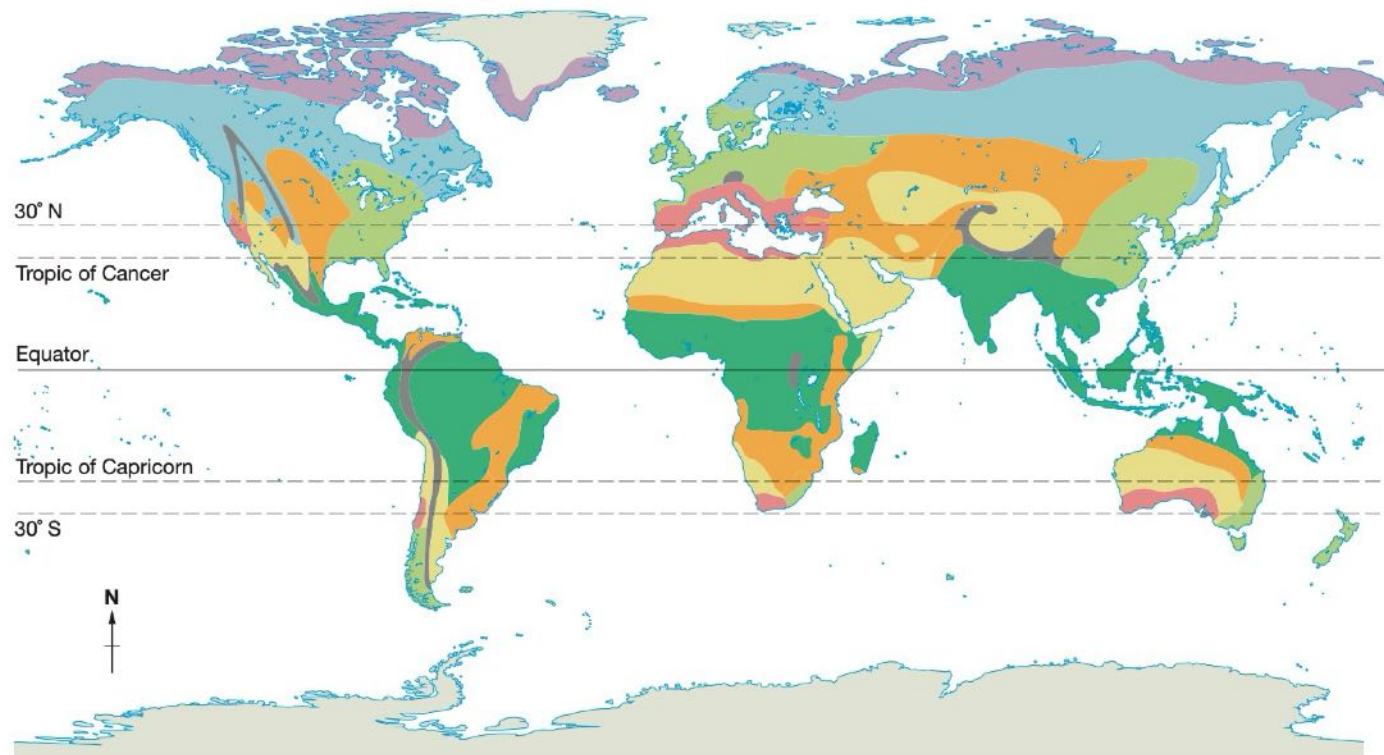 30° N
Tropic of Cancer
Equator
Tropic of Capricorn
30° S
N